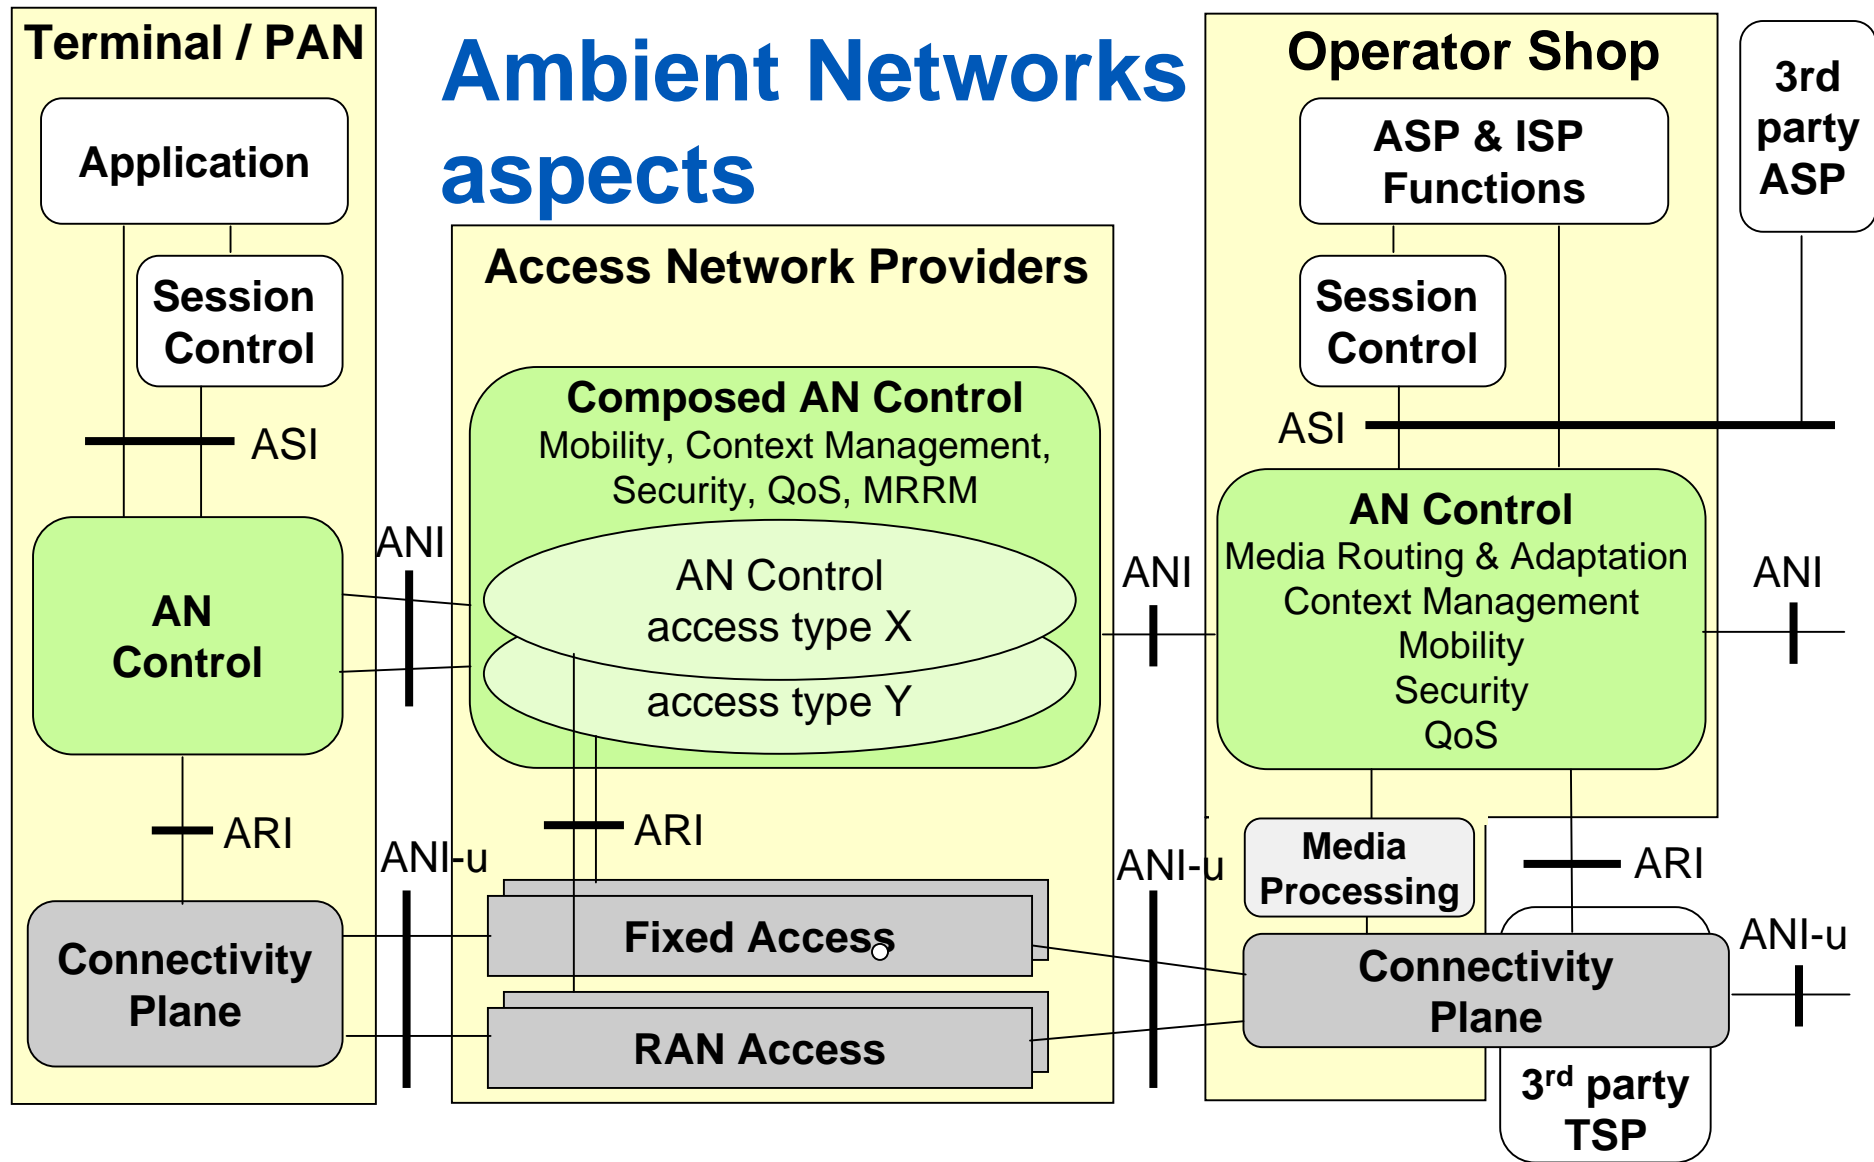 Ambient Networks
aspects
Terminal / PAN
Application
Session
Control
ASI
AN
Control
ARI
Connectivity
Plane
ANI
ANI-u
Access Network Providers
Composed AN Control
Mobility, Context Management,
Security, QoS, MRRM
AN Control
access type X
access type Y
ARI
Fixed Access
RAN Access
ANI
ANI-u
Operator Shop
ASP & ISP
Functions
Session
Control
ASI
AN Control
Media Routing & Adaptation
Context Management
Mobility
Security
QoS
Media
Processing
ARI
Connectivity
Plane
3rd party
TSP
3rd
party
ASP
ANI
ANI-u